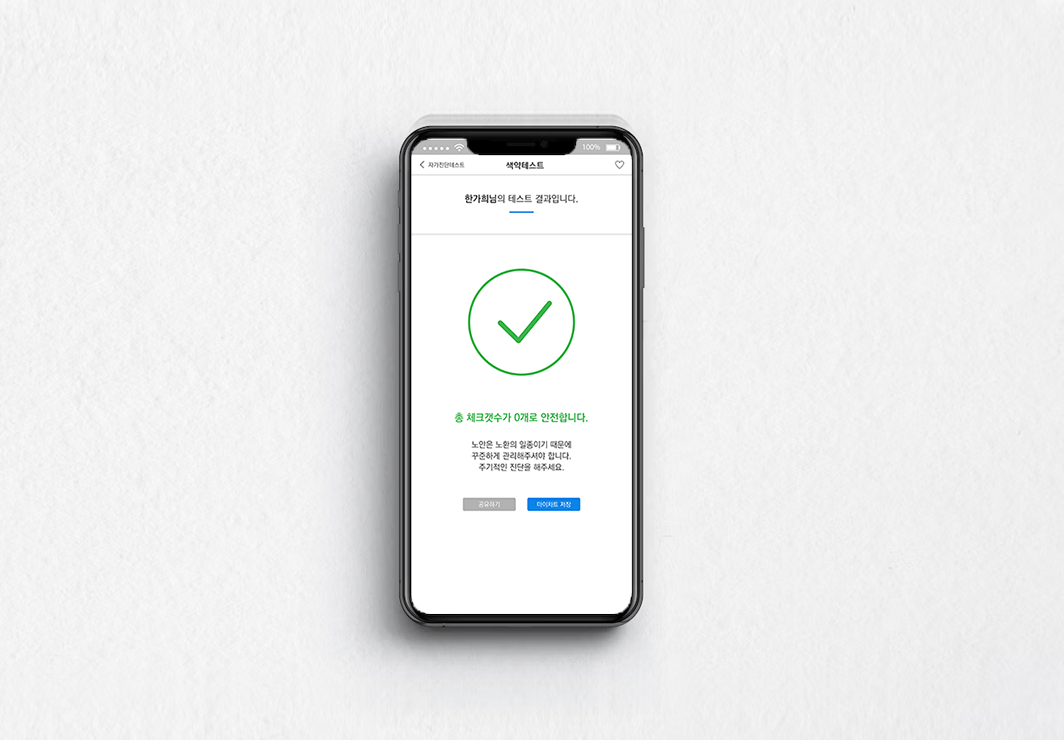 100%
자가진단테스트
색약테스트
한가희님의 테스트 결과입니다.
총 체크갯수가 0개로 안전합니다.
노안은 노환의 일종이기 때문에
꾸준하게 관리해주셔야 합니다.
주기적인 진단을 해주세요.
공유하기
마이차트 저장